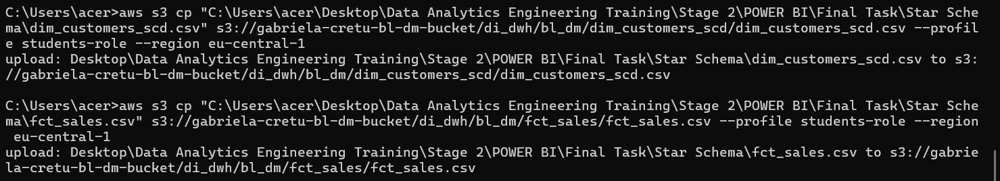 C:\Users\acer>aws s3 cp "C:\Users\acer\Desktop\Data Analytics Engineering Training\Stage 2\POWER BI\Final Task\Star Sche
ma\dim_customers_scd.csv" s3://gabriela-cretu-bl-dm-bucket/di_dwh/bl_dm/dim_customers_scd/dim_customers_scd.csv --profil
e students-role --region eu-central-1
upload: Desktop\Data Analytics Engineering Training\Stage 2\POWER BI\Final Task\Star Schema\dim_customers_scd.csv to s3:
//gabriela-cretu-bl-dm-bucket/di_dwh/bl_dm/dim_customers_scd/dim_customers_scd.csv
C:\Users\acer>aws s3 cp "C:\Users\acer\Desktop\Data Analytics Engineering Training\Stage 2\POWER BI\Final Task\Star Sche
ma\fct_sales.csv" s3://gabriela-cretu-bl-dm-bucket/di_dwh/bl_dm/fct_sales/fct_sales.csv --profile students-role --region
 eu-central-1
upload: Desktop\Data Analytics Engineering Training\Stage 2\POWER BI\Final Task\Star Schema\fct_sales.csv to s3://gabrie
la-cretu-bl-dm-bucket/di_dwh/bl_dm/fct_sales/fct_sales.csv